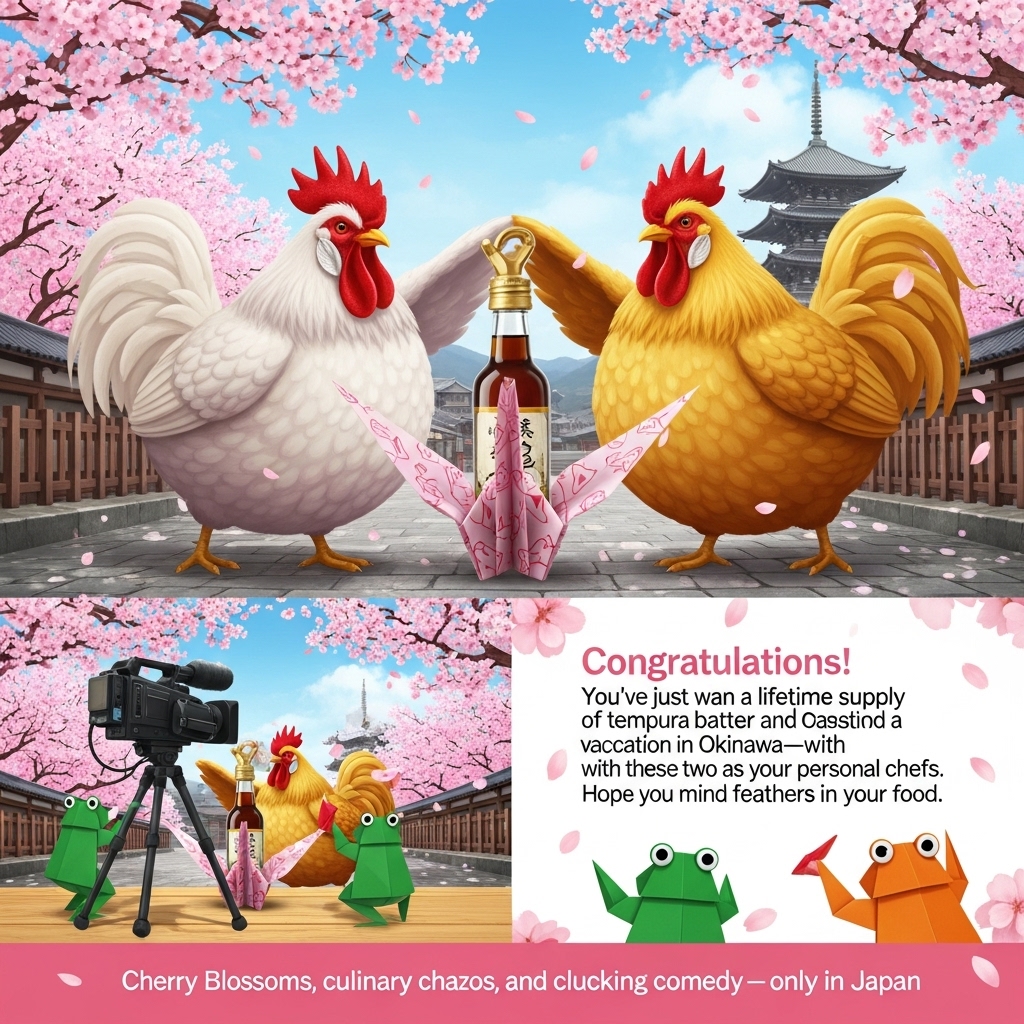 Congratulations!
You've just wan a lifetime supply
of tempura batter and Oasstind a
vaccation in Okinawa—with
with these two as your personal chefs.
Hope you mind feathers in your food.
Cherry Blossoms, culinary chazos, and clucking comedy — only in Japan